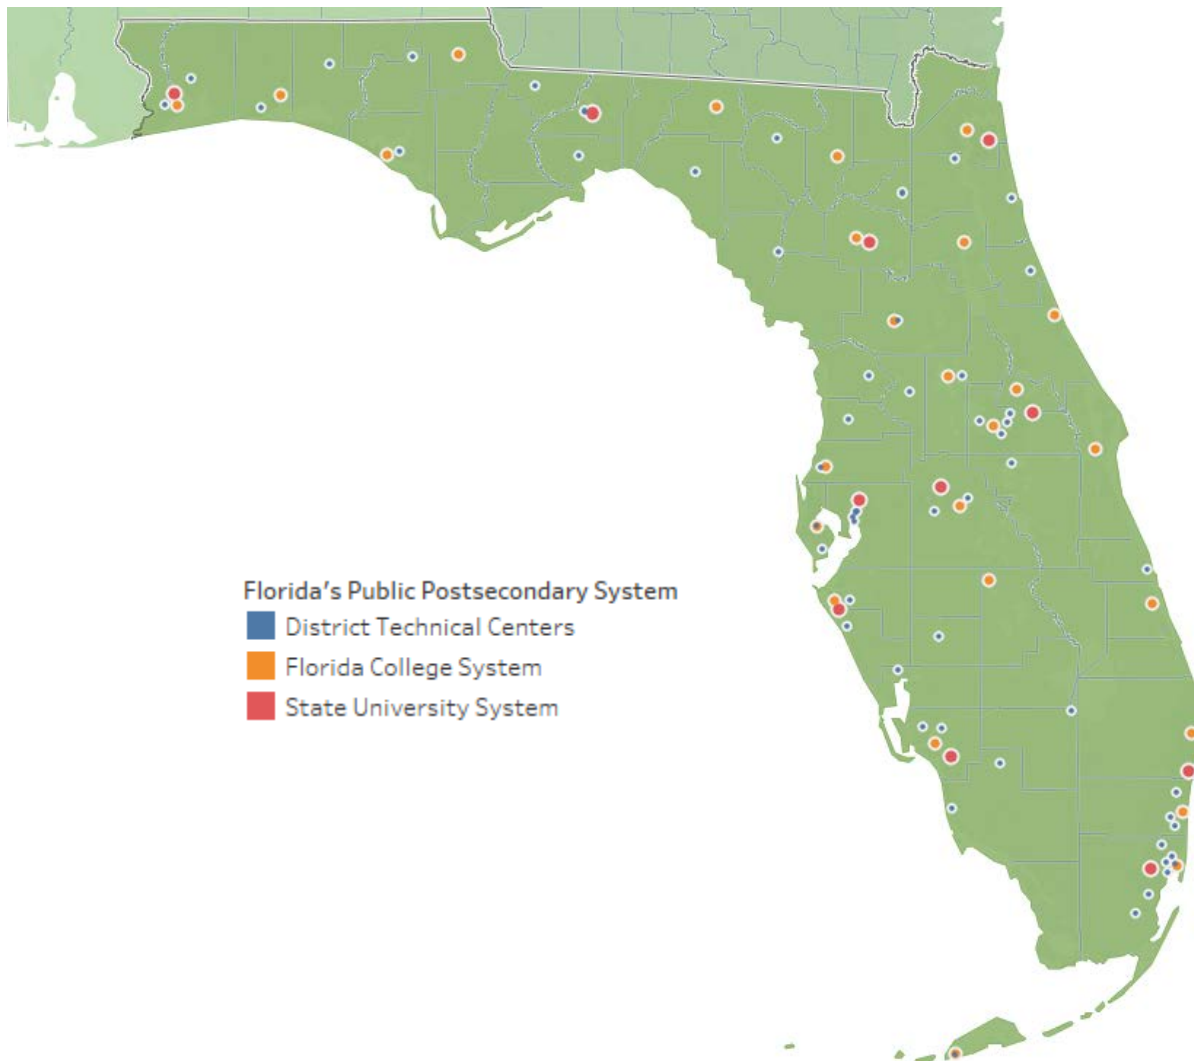 Florida's Public Postsecondary System
District Technical Centers
Florida College System
State University System